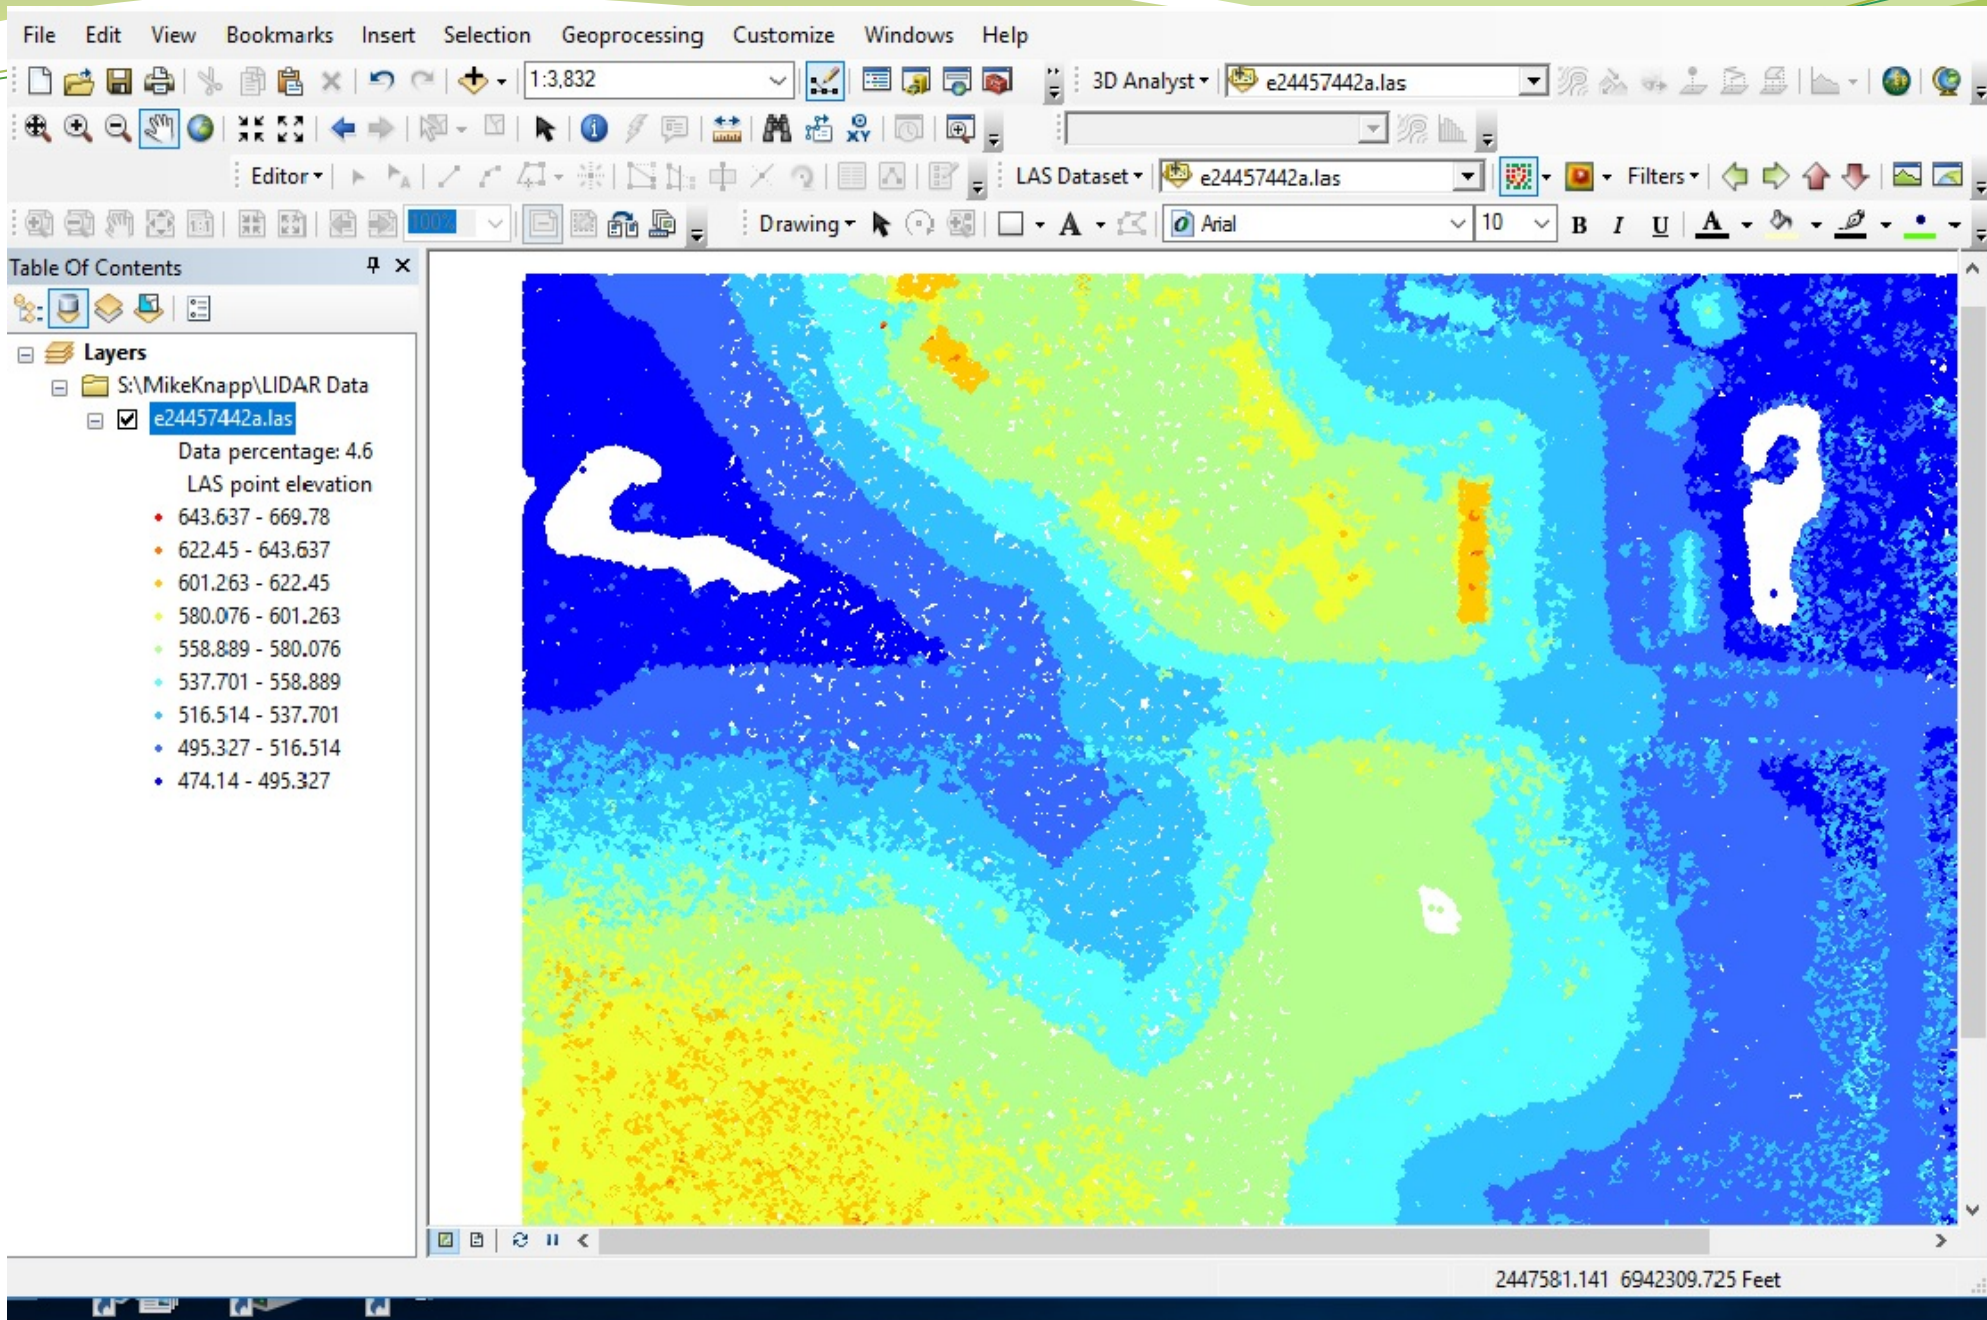 File Edit View Bookmarks Insert Selection Geoprocessing Customize Windows Help
1:3,832 3D Analyst e24457442a.las
XY
Editor LAS Dataset e24457442a.las Filters
1:1 100% Drawing A Arial 10 B I U A
Table Of Contents
Layers
S:\MikeKnapp\LIDAR Data
e24457442a.las
Data percentage: 4.6
LAS point elevation
643.637 - 669.78
622.45 - 643.637
601.263 - 622.45
580.076 - 601.263
558.889 - 580.076
537.701 - 558.889
516.514 - 537.701
495.327 - 516.514
474.14 - 495.327
2447581.141 6942309.725 Feet